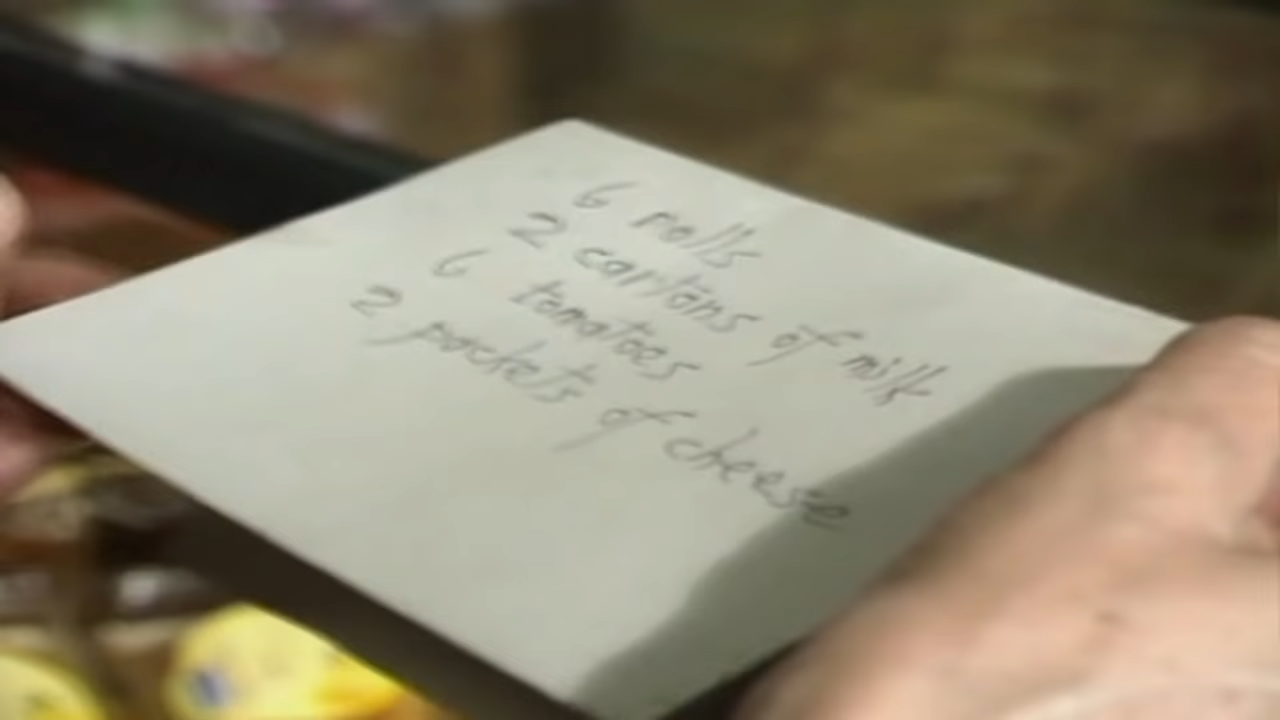 6 rolls
2 cartons of milk
6 tomatoes
2 packets of cheese